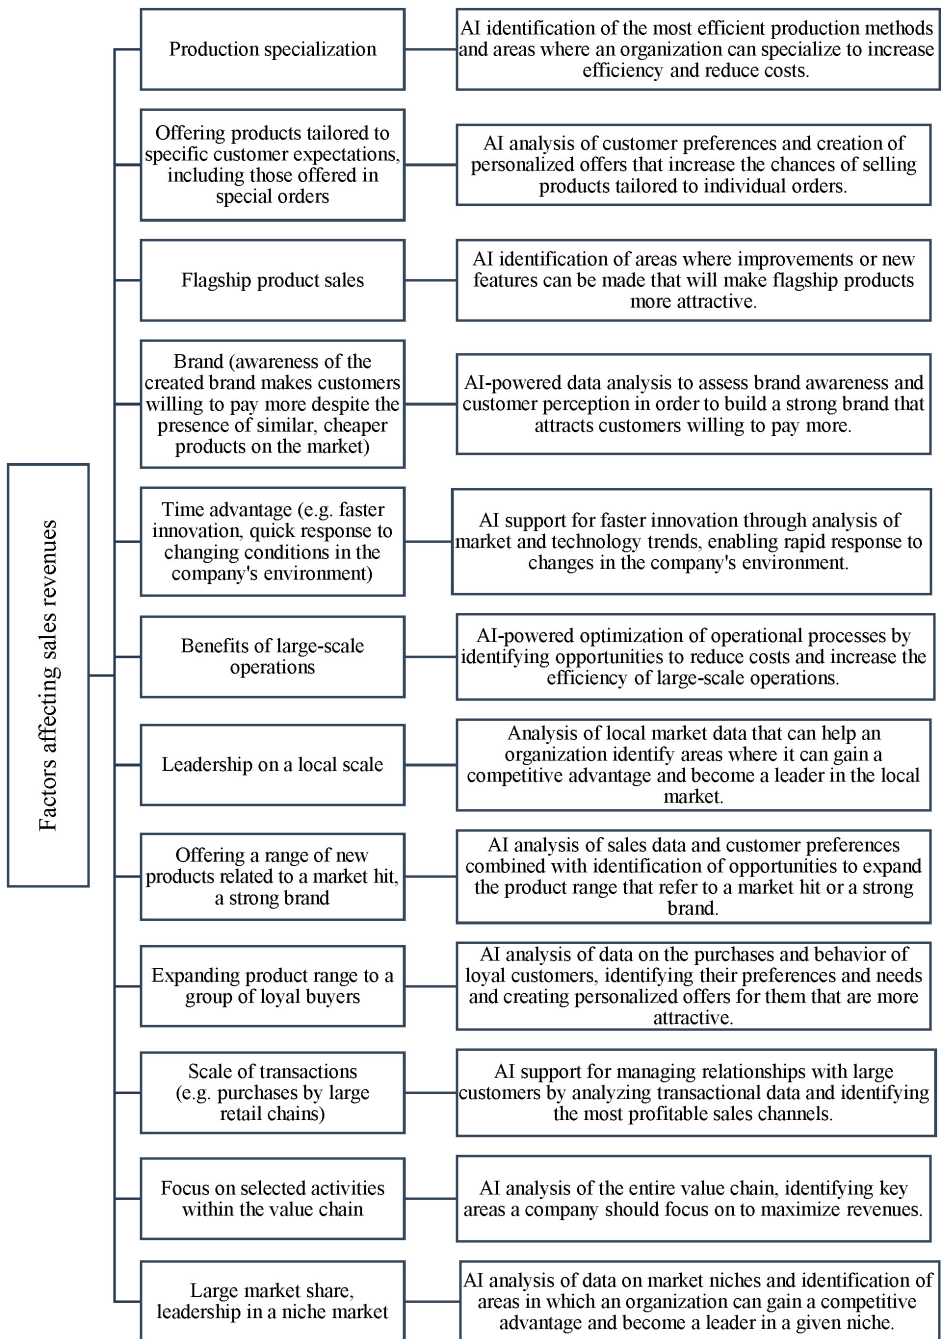 Factors affecting sales revenues
Production specialization
AI identification of the most efficient production methods
and areas where an organization can specialize to increase
efficiency and reduce costs.
Offering products tailored to
specific customer expectations,
including those offered in
special orders
AI analysis of customer preferences and creation of
personalized offers that increase the chances of selling
products tailored to individual orders.
Flagship product sales
AI identification of areas where improvements or new
features can be made that will make flagship products
more attractive.
Brand (awareness of the
created brand makes customers
willing to pay more despite the
presence of similar, cheaper
products on the market)
AI-powered data analysis to assess brand awareness and
customer perception in order to build a strong brand that
attracts customers willing to pay more.
Time advantage (e.g. faster
innovation, quick response to
changing conditions in the
company's environment)
AI support for faster innovation through analysis of
market and technology trends, enabling rapid response to
changes in the company's environment.
Benefits of large-scale
operations
AI-powered optimization of operational processes by
identifying opportunities to reduce costs and increase the
efficiency of large-scale operations.
Leadership on a local scale
Analysis of local market data that can help an
organization identify areas where it can gain a
competitive advantage and become a leader in the local
market.
Offering a range of new
products related to a market hit,
a strong brand
AI analysis of sales data and customer preferences
combined with identification of opportunities to expand
the product range that refer to a market hit or a strong
brand.
Expanding product range to a
group of loyal buyers
AI analysis of data on the purchases and behavior of
loyal customers, identifying their preferences and needs
and creating personalized offers for them that are more
attractive.
Scale of transactions
(e.g. purchases by large
retail chains)
AI support for managing relationships with large
customers by analyzing transactional data and identifying
the most profitable sales channels.
Focus on selected activities
within the value chain
AI analysis of the entire value chain, identifying key
areas a company should focus on to maximize revenues.
Large market share,
leadership in a niche market
AI analysis of data on market niches and identification of
areas in which an organization can gain a competitive
advantage and become a leader in a given niche.